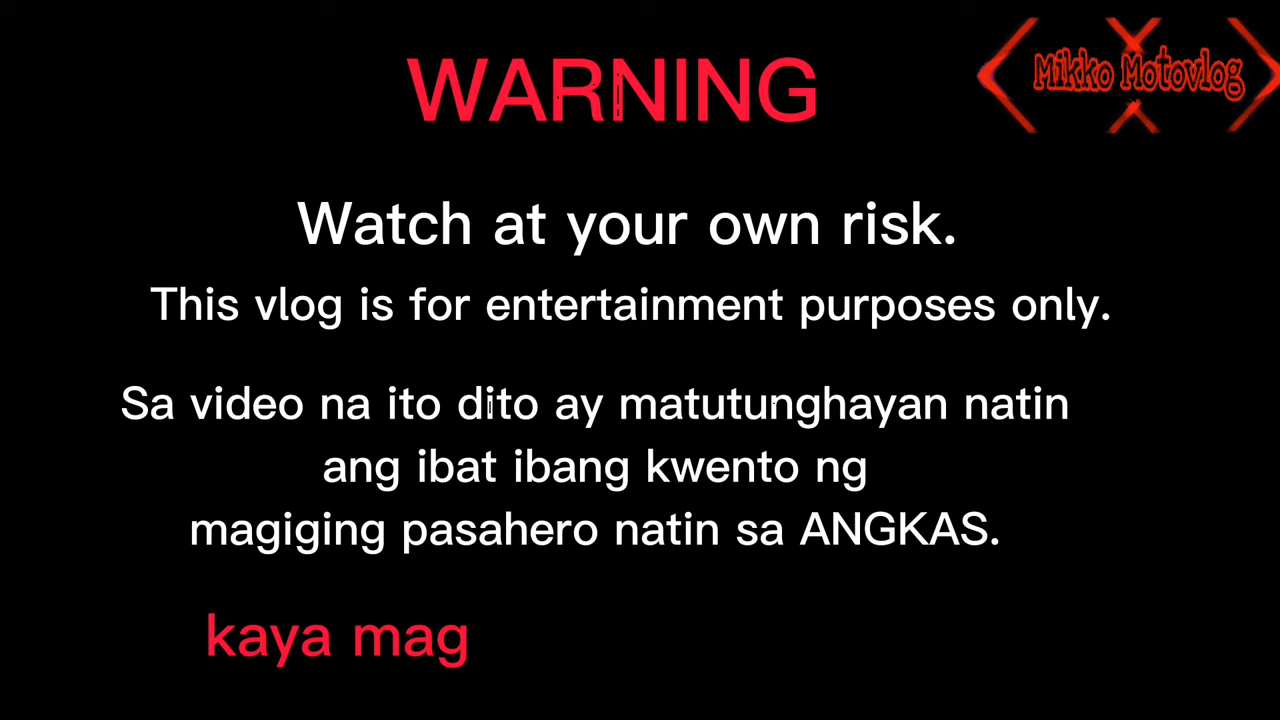 WARNING
Mikko Motovlog
Watch at your own risk.
This vlog is for entertainment purposes only.
Sa video na ito dito ay matutunghayan natin
ang ibat ibang kwento ng
magiging pasahero natin sa ANGKAS.
kaya mag